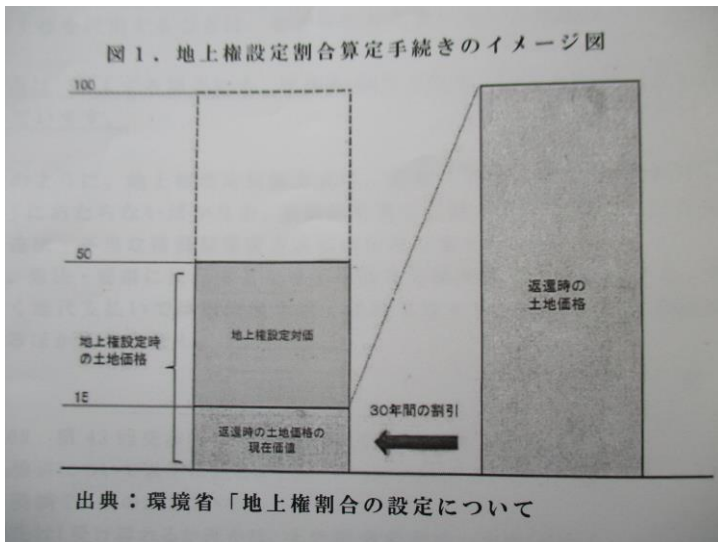 図1．地上権設定割合算定手続きのイメージ図
100
50
15
地上権設定時
の土地価格
地上権設定対価
返還時の土地価格の
現在価値
30年間の割引
返還時の
土地価格
出典：環境省「地上権割合の設定について